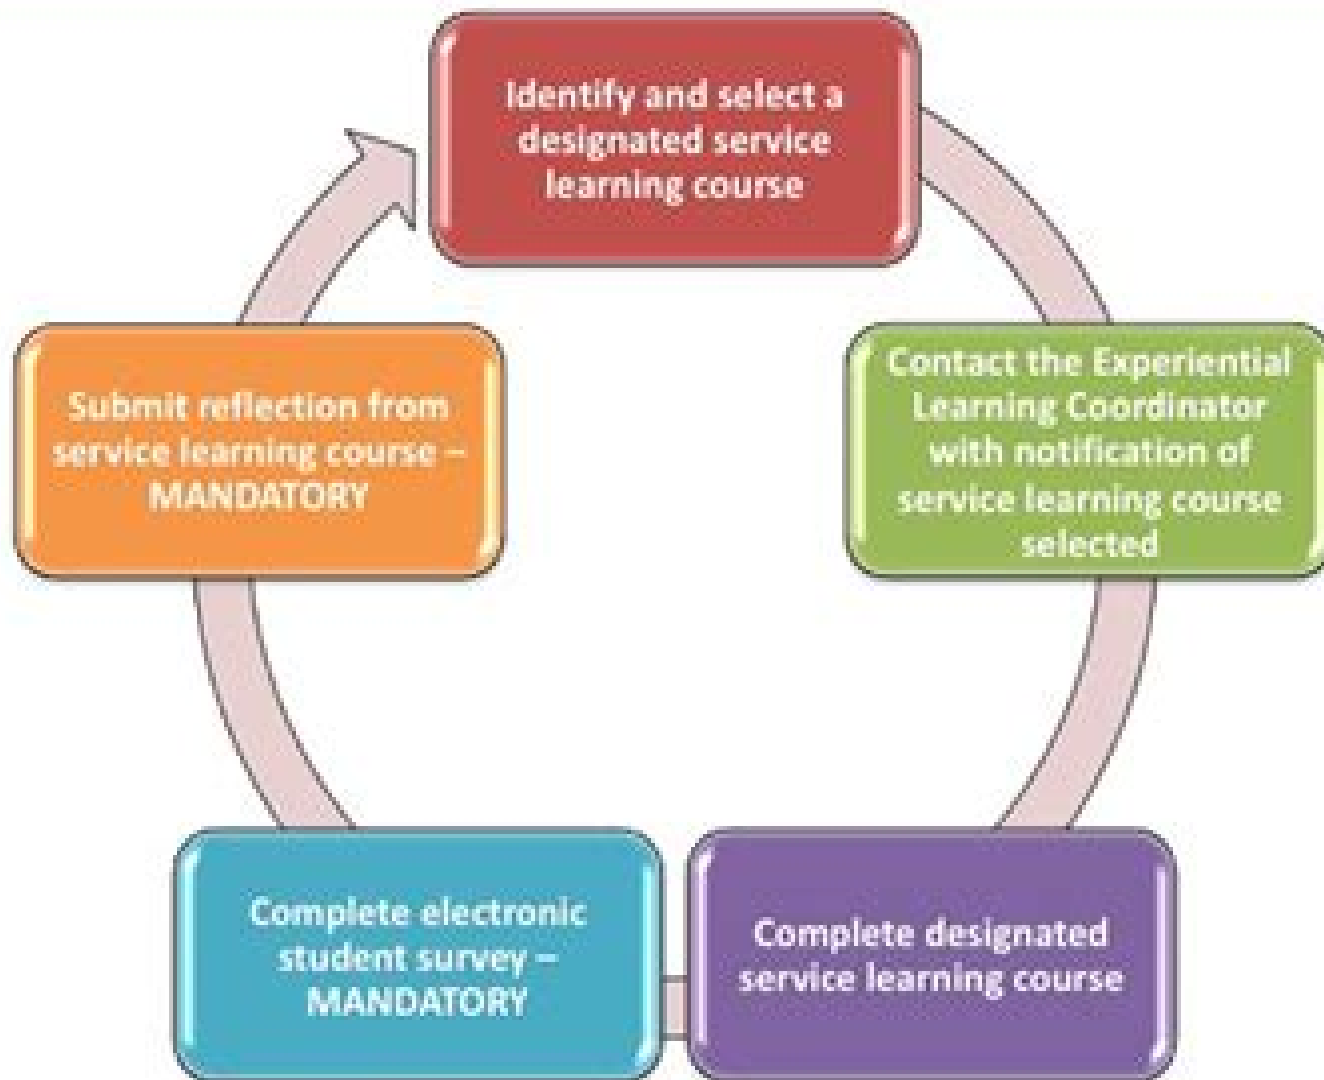 Identify and select a
designated service
learning course
Contact the Experiential
Learning Coordinator
with notification of
service learning course
selected
Complete designated
service learning course
Complete electronic
student survey –
MANDATORY
Submit reflection from
service learning course –
MANDATORY